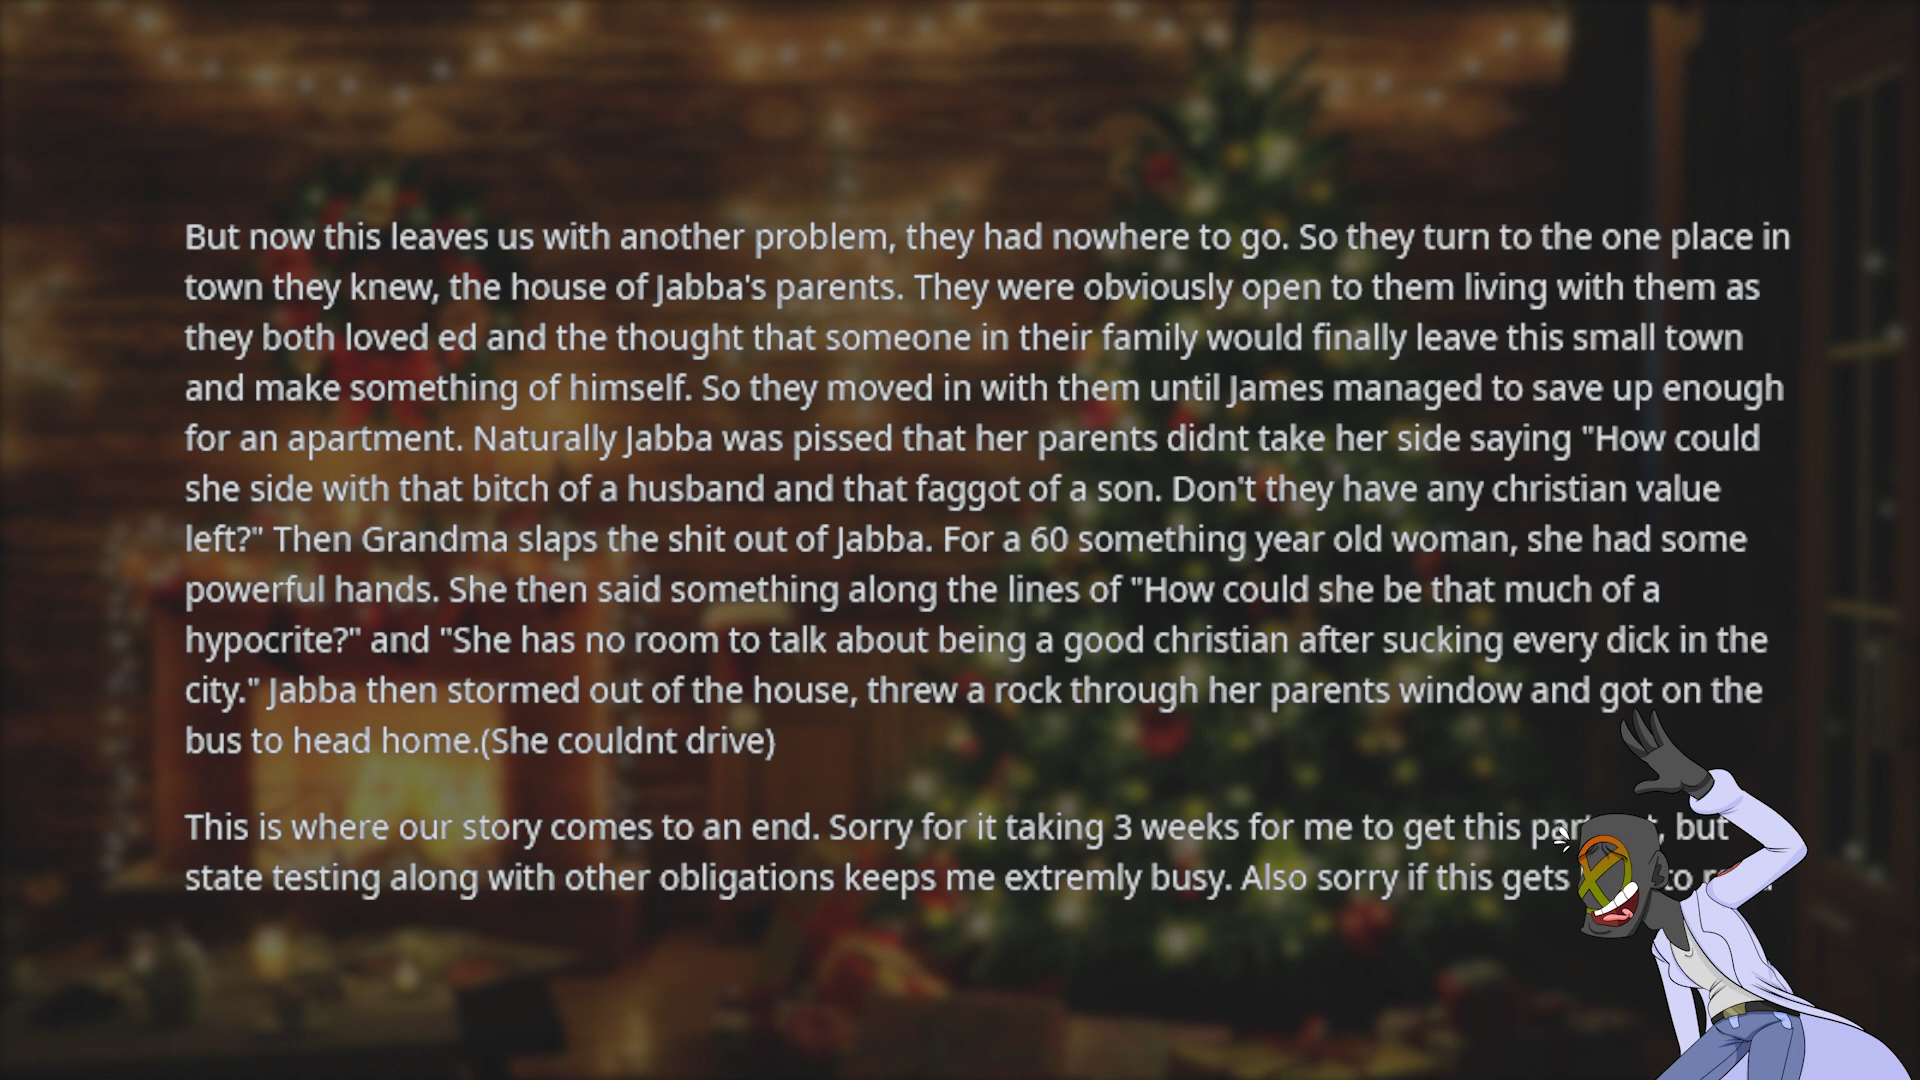 But now this leaves us with another problem, they had nowhere to go. So they turn to the one place in
town they knew, the house of Jabba's parents. They were obviously open to them living with them as
they both loved ed and the thought that someone in their family would finally leave this small town
and make something of himself. So they moved in with them until James managed to save up enough
for an apartment. Naturally Jabba was pissed that her parents didnt take her side saying "How could
she side with that bitch of a husband and that faggot of a son. Don't they have any christian value
left?" Then Grandma slaps the shit out of Jabba. For a 60 something year old woman, she had some
powerful hands. She then said something along the lines of "How could she be that much of a
hypocrite?" and "She has no room to talk about being a good christian after sucking every dick in the
city." Jabba then stormed out of the house, threw a rock through her parents window and got on the
bus to head home.(She couldnt drive)
This is where our story comes to an end. Sorry for it taking 3 weeks for me to get this but
state testing along with other obligations keeps me extremly busy. Also sorry if this gets to